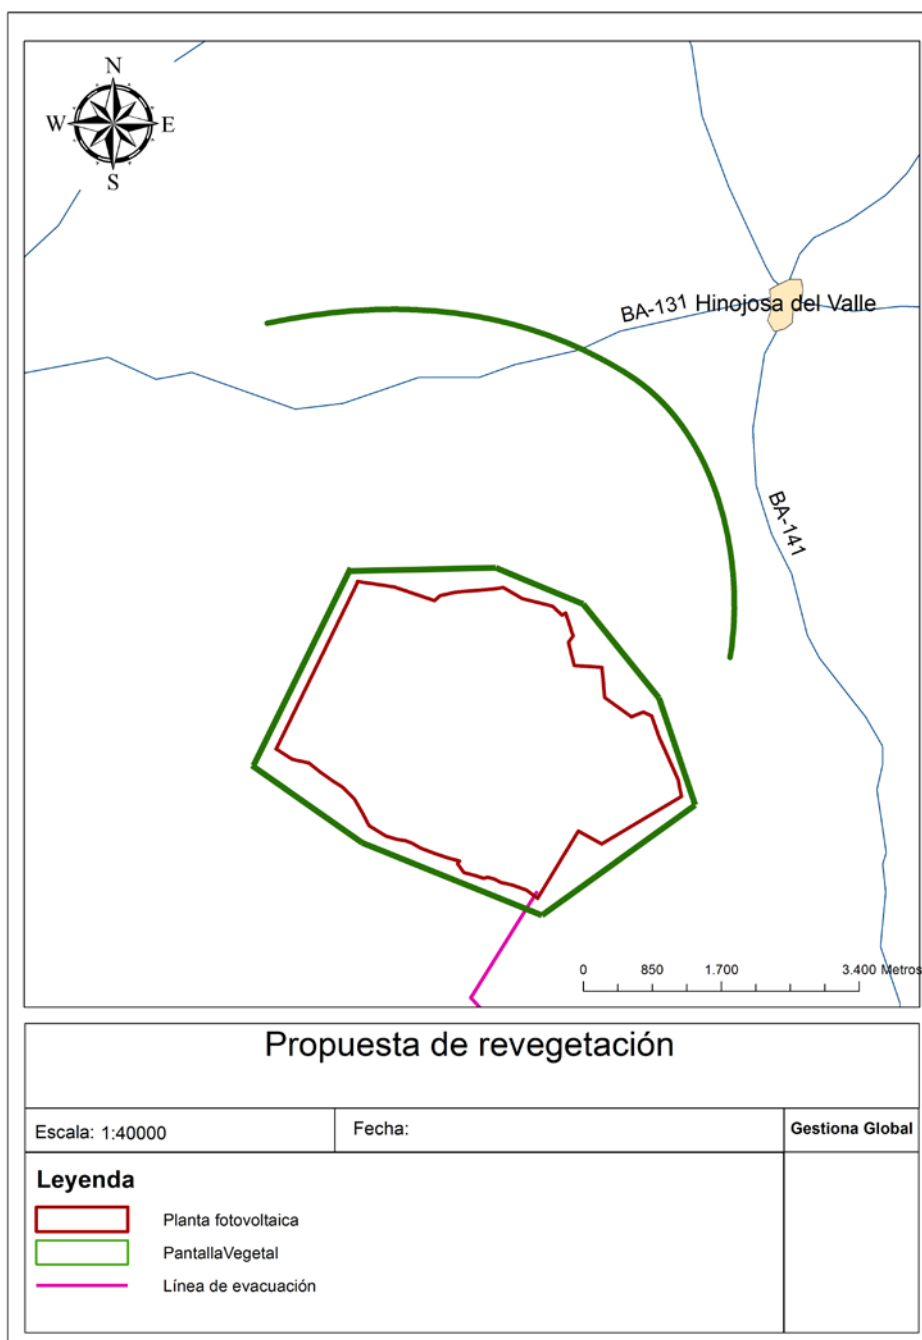 N
W E
S
BA-131 Hinojosa del Valle
BA-141
0 850 1.700 3.400 Metros
Propuesta de revegetación
Escala: 1:40000
Fecha:
Gestiona Global
Leyenda
Planta fotovoltaica
PantallaVegetal
Línea de evacuación